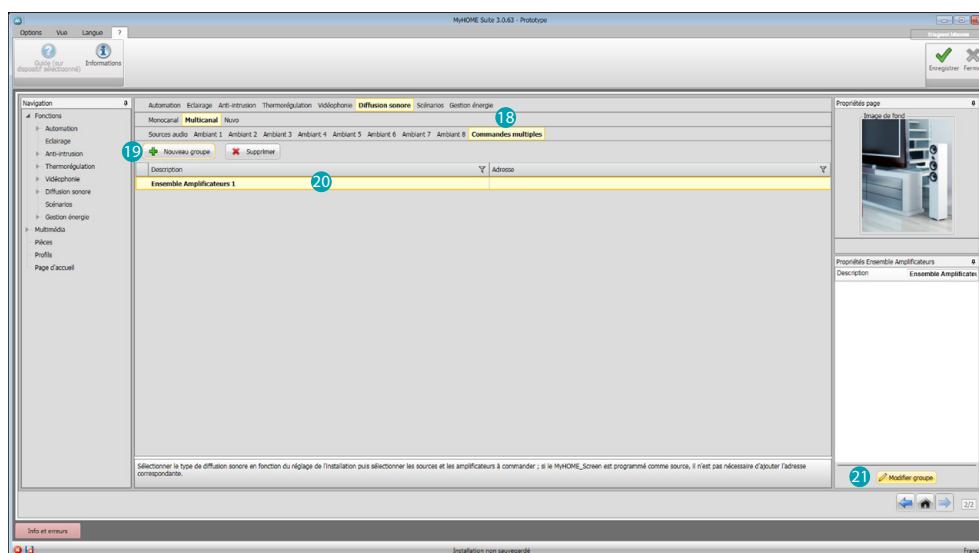 MyHOME Suite 3.0.63 - Prototype
Options Vue Langue ?
Guide (sur dispositif sélectionné)
Informations
Enregistrer Ferme
Navigation
Fonctions
Automation
Eclairage
Anti-intrusion
Thermorégulation
Vidéophonie
Diffusion sonore
Scénarios
Gestion énergie
Multimédia
Pièces
Profils
Page d'accueil
Automation Eclairage Anti-intrusion Thermorégulation Vidéophonie Diffusion sonore Scénarios Gestion énergie
Monocanal Multicanal Nuvo
18
Sources audio Ambiant 1 Ambiant 2 Ambiant 3 Ambiant 4 Ambiant 5 Ambiant 6 Ambiant 7 Ambiant 8 Commandes multiples
19 Nouveau groupe Supprimer
Description Adresse
Ensemble Amplificateurs 1 20
Sélectionner le type de diffusion sonore en fonction du réglage de l'installation puis sélectionner les sources et les amplificateurs à commander ; si le MyHOME_Screen est programmé comme source, il n'est pas nécessaire d'ajouter l'adresse
correspondante.
Propriétés page
Image de fond
Propriétés Ensemble Amplificateurs
Description Ensemble Amplificateu
21 Modifier groupe
2/2
Info et erreurs
Installation non sauvegardé
França